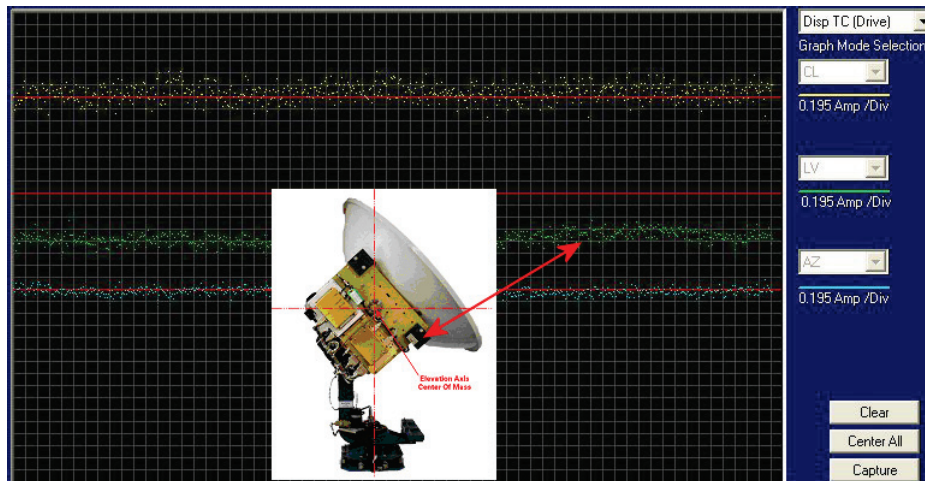 Disp TC (Drive)
Graph Mode Selection
CL
0.195 Amp /Div
LV
0.195 Amp /Div
AZ
0.195 Amp /Div
Elevation Axis
Center Of Mass
Clear
Center All
Capture